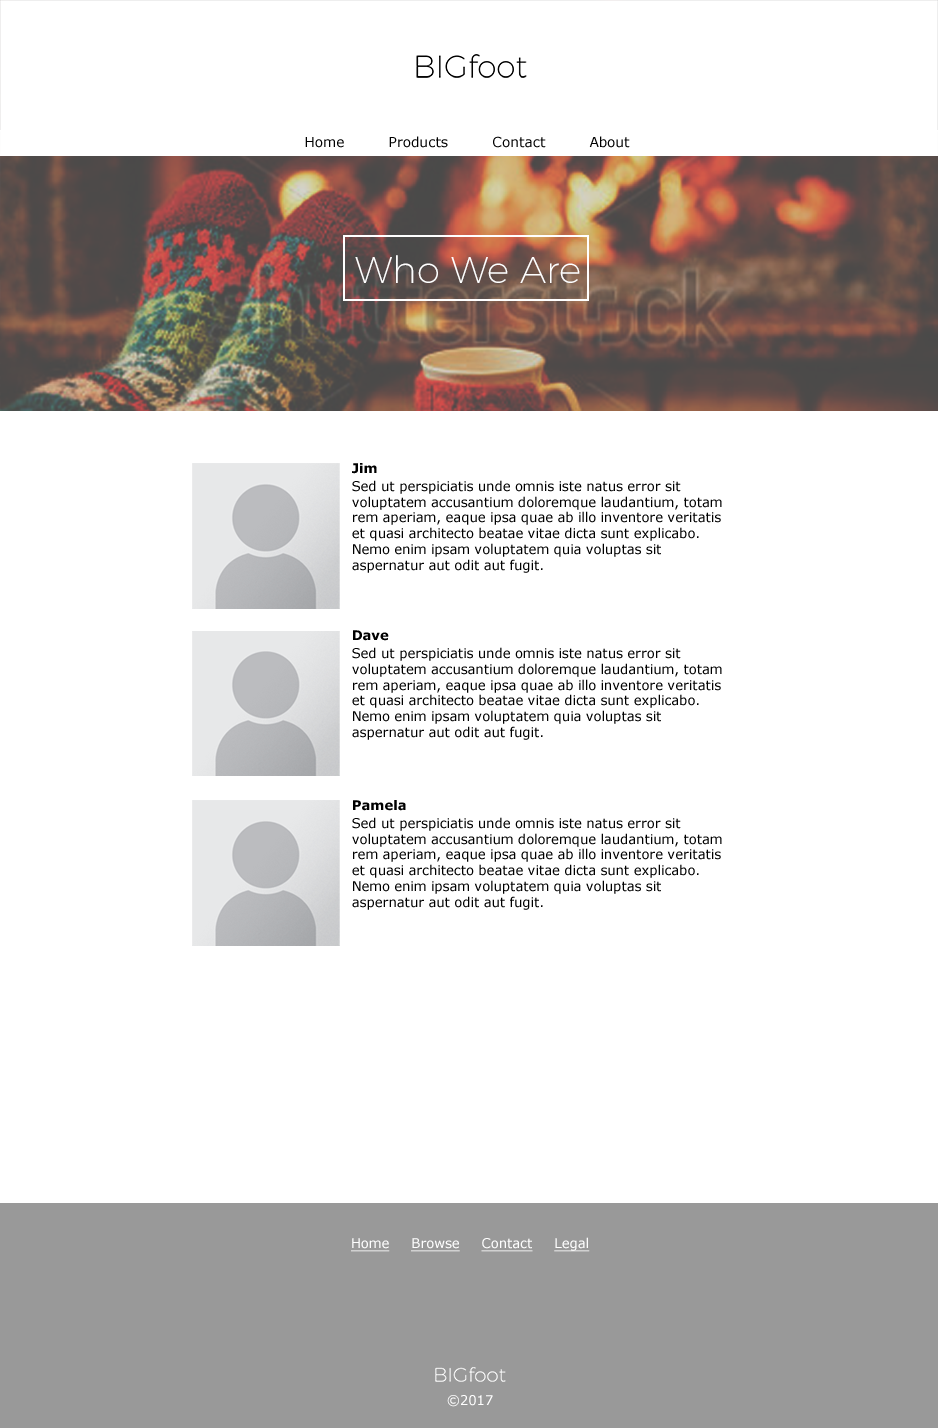 BIGfoot
Home Products Contact About
Who We Are
shutterstock
Jim
Sed ut perspiciatis unde omnis iste natus error sit
voluptatem accusantium doloremque laudantium, totam
rem aperiam, eaque ipsa quae ab illo inventore veritatis
et quasi architecto beatae vitae dicta sunt explicabo.
Nemo enim ipsam voluptatem quia voluptas sit
aspernatur aut odit aut fugit.
Dave
Sed ut perspiciatis unde omnis iste natus error sit
voluptatem accusantium doloremque laudantium, totam
rem aperiam, eaque ipsa quae ab illo inventore veritatis
et quasi architecto beatae vitae dicta sunt explicabo.
Nemo enim ipsam voluptatem quia voluptas sit
aspernatur aut odit aut fugit.
Pamela
Sed ut perspiciatis unde omnis iste natus error sit
voluptatem accusantium doloremque laudantium, totam
rem aperiam, eaque ipsa quae ab illo inventore veritatis
et quasi architecto beatae vitae dicta sunt explicabo.
Nemo enim ipsam voluptatem quia voluptas sit
aspernatur aut odit aut fugit.
Home Browse Contact Legal
BIGfoot
©2017